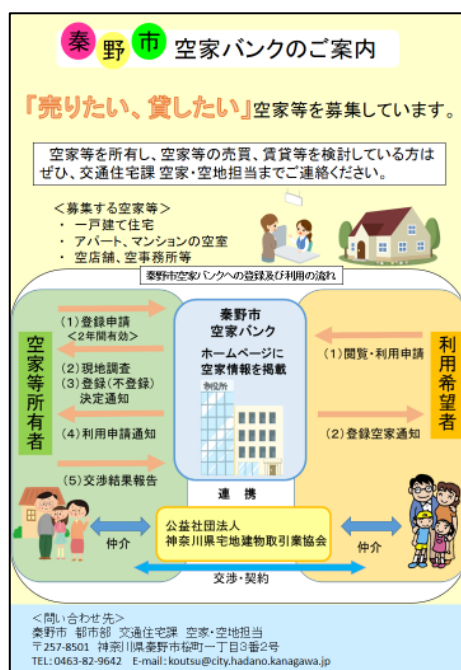 秦野市 空家バンクのご案内
『売りたい、貸したい』空家等を募集しています。
空家等を所有し、空家等の売買、賃貸等を検討している方は
ぜひ、交通住宅課 空家・空地担当までご連絡ください。
＜募集する空家等＞
・ 一戸建て住宅
・ アパート、マンションの空室
・ 空店舗、空事務所等
秦野市空家バンクへの登録及び利用の流れ
空家等所有者
(1)登録申請
＜2年間有効＞
(2)現地調査
(3)登録(不登録)
決定通知
(4)利用申請通知
(5)交渉結果報告
秦野市
空家バンク
ホームページに
空家情報を掲載
市役所
利用希望者
(1)閲覧・利用申請
(2)登録空家通知
連 携
公益社団法人
神奈川県宅地建物取引業協会
仲介
仲介
交渉・契約
＜問い合わせ先＞
秦野市 都市部 交通住宅課 空家・空地担当
〒257-8501 神奈川県秦野市桜町一丁目3番2号
TEL: 0463-82-9642 E-mail: koutsu@city.hadano.kanagawa.jp